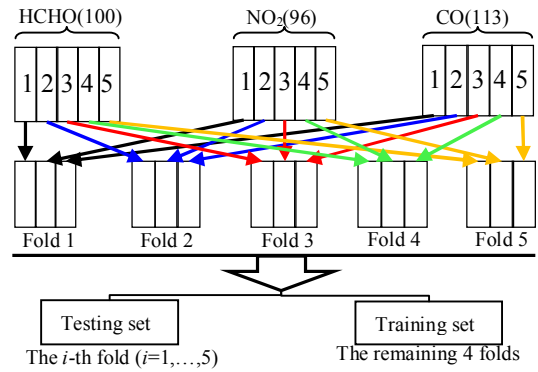 HCHO(100) NO₂(96) CO(113)
1 2 3 4 5 1 2 3 4 5 1 2 3 4 5
Fold 1 Fold 2 Fold 3 Fold 4 Fold 5
Testing set Training set
The i-th fold (i=1,…,5) The remaining 4 folds